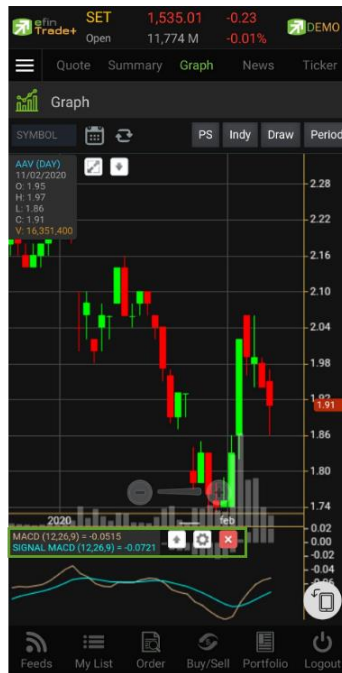 efin SET 1,535.01 -0.23
Trade+ Open 11,774 M -0.01% DEMO
Quote Summary Graph News Ticker
Graph
SYMBOL PS Indy Draw Period
AAV (DAY)
11/02/2020
O: 1.95
H: 1.97
L: 1.86
C: 1.91
V: 16,351,400
2.28
2.22
2.16
2.10
2.04
1.98
1.92
1.91
1.86
1.80
1.74
2020 feb
0.02
MACD (12,26,9) = -0.0515 0.00
SIGNAL MACD (12,26,9) = -0.0721 -0.02
-0.04
-0.06
Feeds My List Order Buy/Sell Portfolio Logout